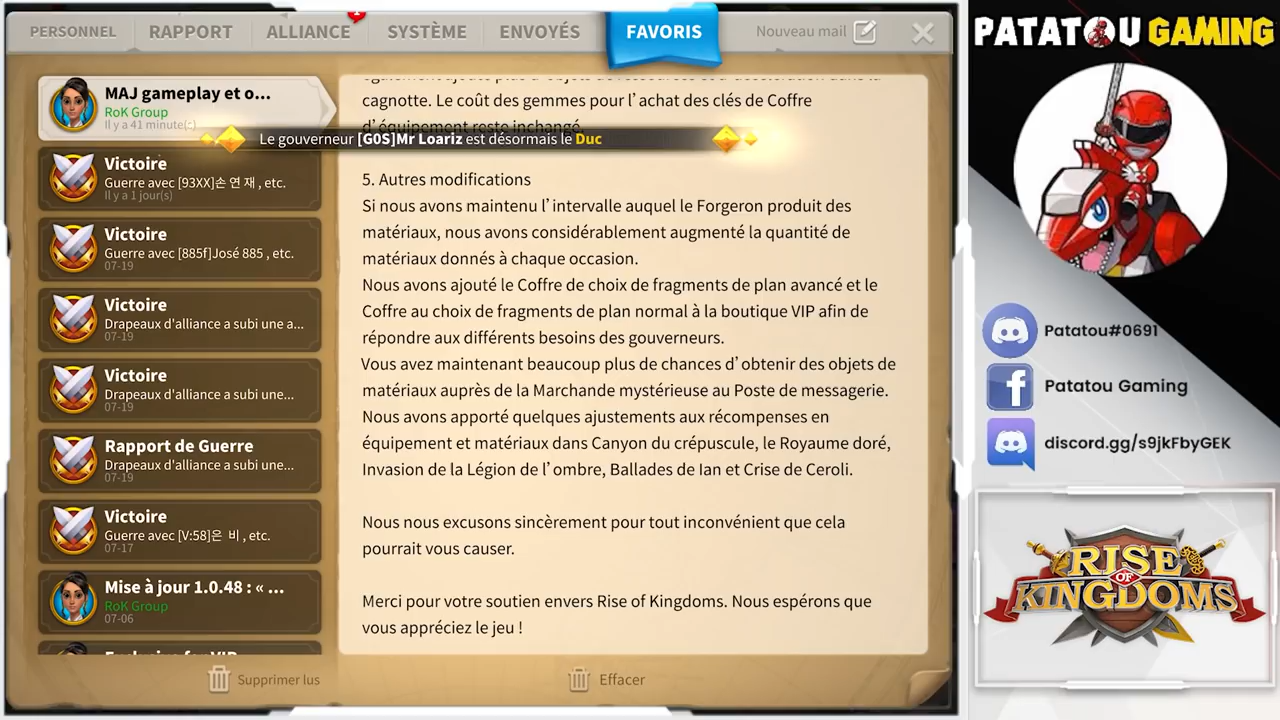 PERSONNEL
RAPPORT
ALLIANCE
SYSTÈME
ENVOYÉS
FAVORIS
Nouveau mail
MAJ gameplay et o...
RoK Group
Il y a 41 minute(s)
Victoire
Guerre avec [93XX]손 연 재 , etc.
Il y a 1 jour(s)
Victoire
Guerre avec [885f]José 885 , etc.
07-19
Victoire
Drapeaux d'alliance a subi une a...
07-19
Victoire
Drapeaux d'alliance a subi une...
07-19
Rapport de Guerre
Drapeaux d'alliance a subi une...
07-19
Victoire
Guerre avec [V:58]은 비 , etc.
07-17
Mise à jour 1.0.48 : « ...
RoK Group
07-06
cagnotte. Le coût des gemmes pour l'achat des clés de Coffre
d'équipement reste inchangé.
Le gouverneur [G0S]Mr Loariz est désormais le Duc
5. Autres modifications
Si nous avons maintenu l'intervalle auquel le Forgeron produit des
matériaux, nous avons considérablement augmenté la quantité de
matériaux donnés à chaque occasion.
Nous avons ajouté le Coffre de choix de fragments de plan avancé et le
Coffre au choix de fragments de plan normal à la boutique VIP afin de
répondre aux différents besoins des gouverneurs.
Vous avez maintenant beaucoup plus de chances d'obtenir des objets de
matériaux auprès de la Marchande mystérieuse au Poste de messagerie.
Nous avons apporté quelques ajustements aux récompenses en
équipement et matériaux dans Canyon du crépuscule, le Royaume doré,
Invasion de la Légion de l'ombre, Ballades de Ian et Crise de Ceroli.
Nous nous excusons sincèrement pour tout inconvénient que cela
pourrait vous causer.
Merci pour votre soutien envers Rise of Kingdoms. Nous espérons que
vous appréciez le jeu !
Supprimer lus
Effacer
PATATOU GAMING
Patatou#0691
Patatou Gaming
discord.gg/s9jkFbyGEK
RISE
OF
KINGDOMS